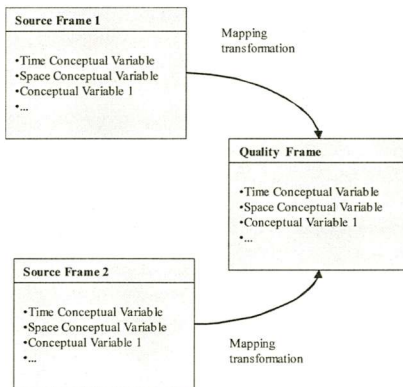 Source Frame 1
•Time Conceptual Variable
•Space Conceptual Variable
•Conceptual Variable 1
•...
Mapping
transformation
Quality Frame
•Time Conceptual Variable
•Space Conceptual Variable
•Conceptual Variable 1
•...
Source Frame 2
•Time Conceptual Variable
•Space Conceptual Variable
•Conceptual Variable 1
•...
Mapping
transformation